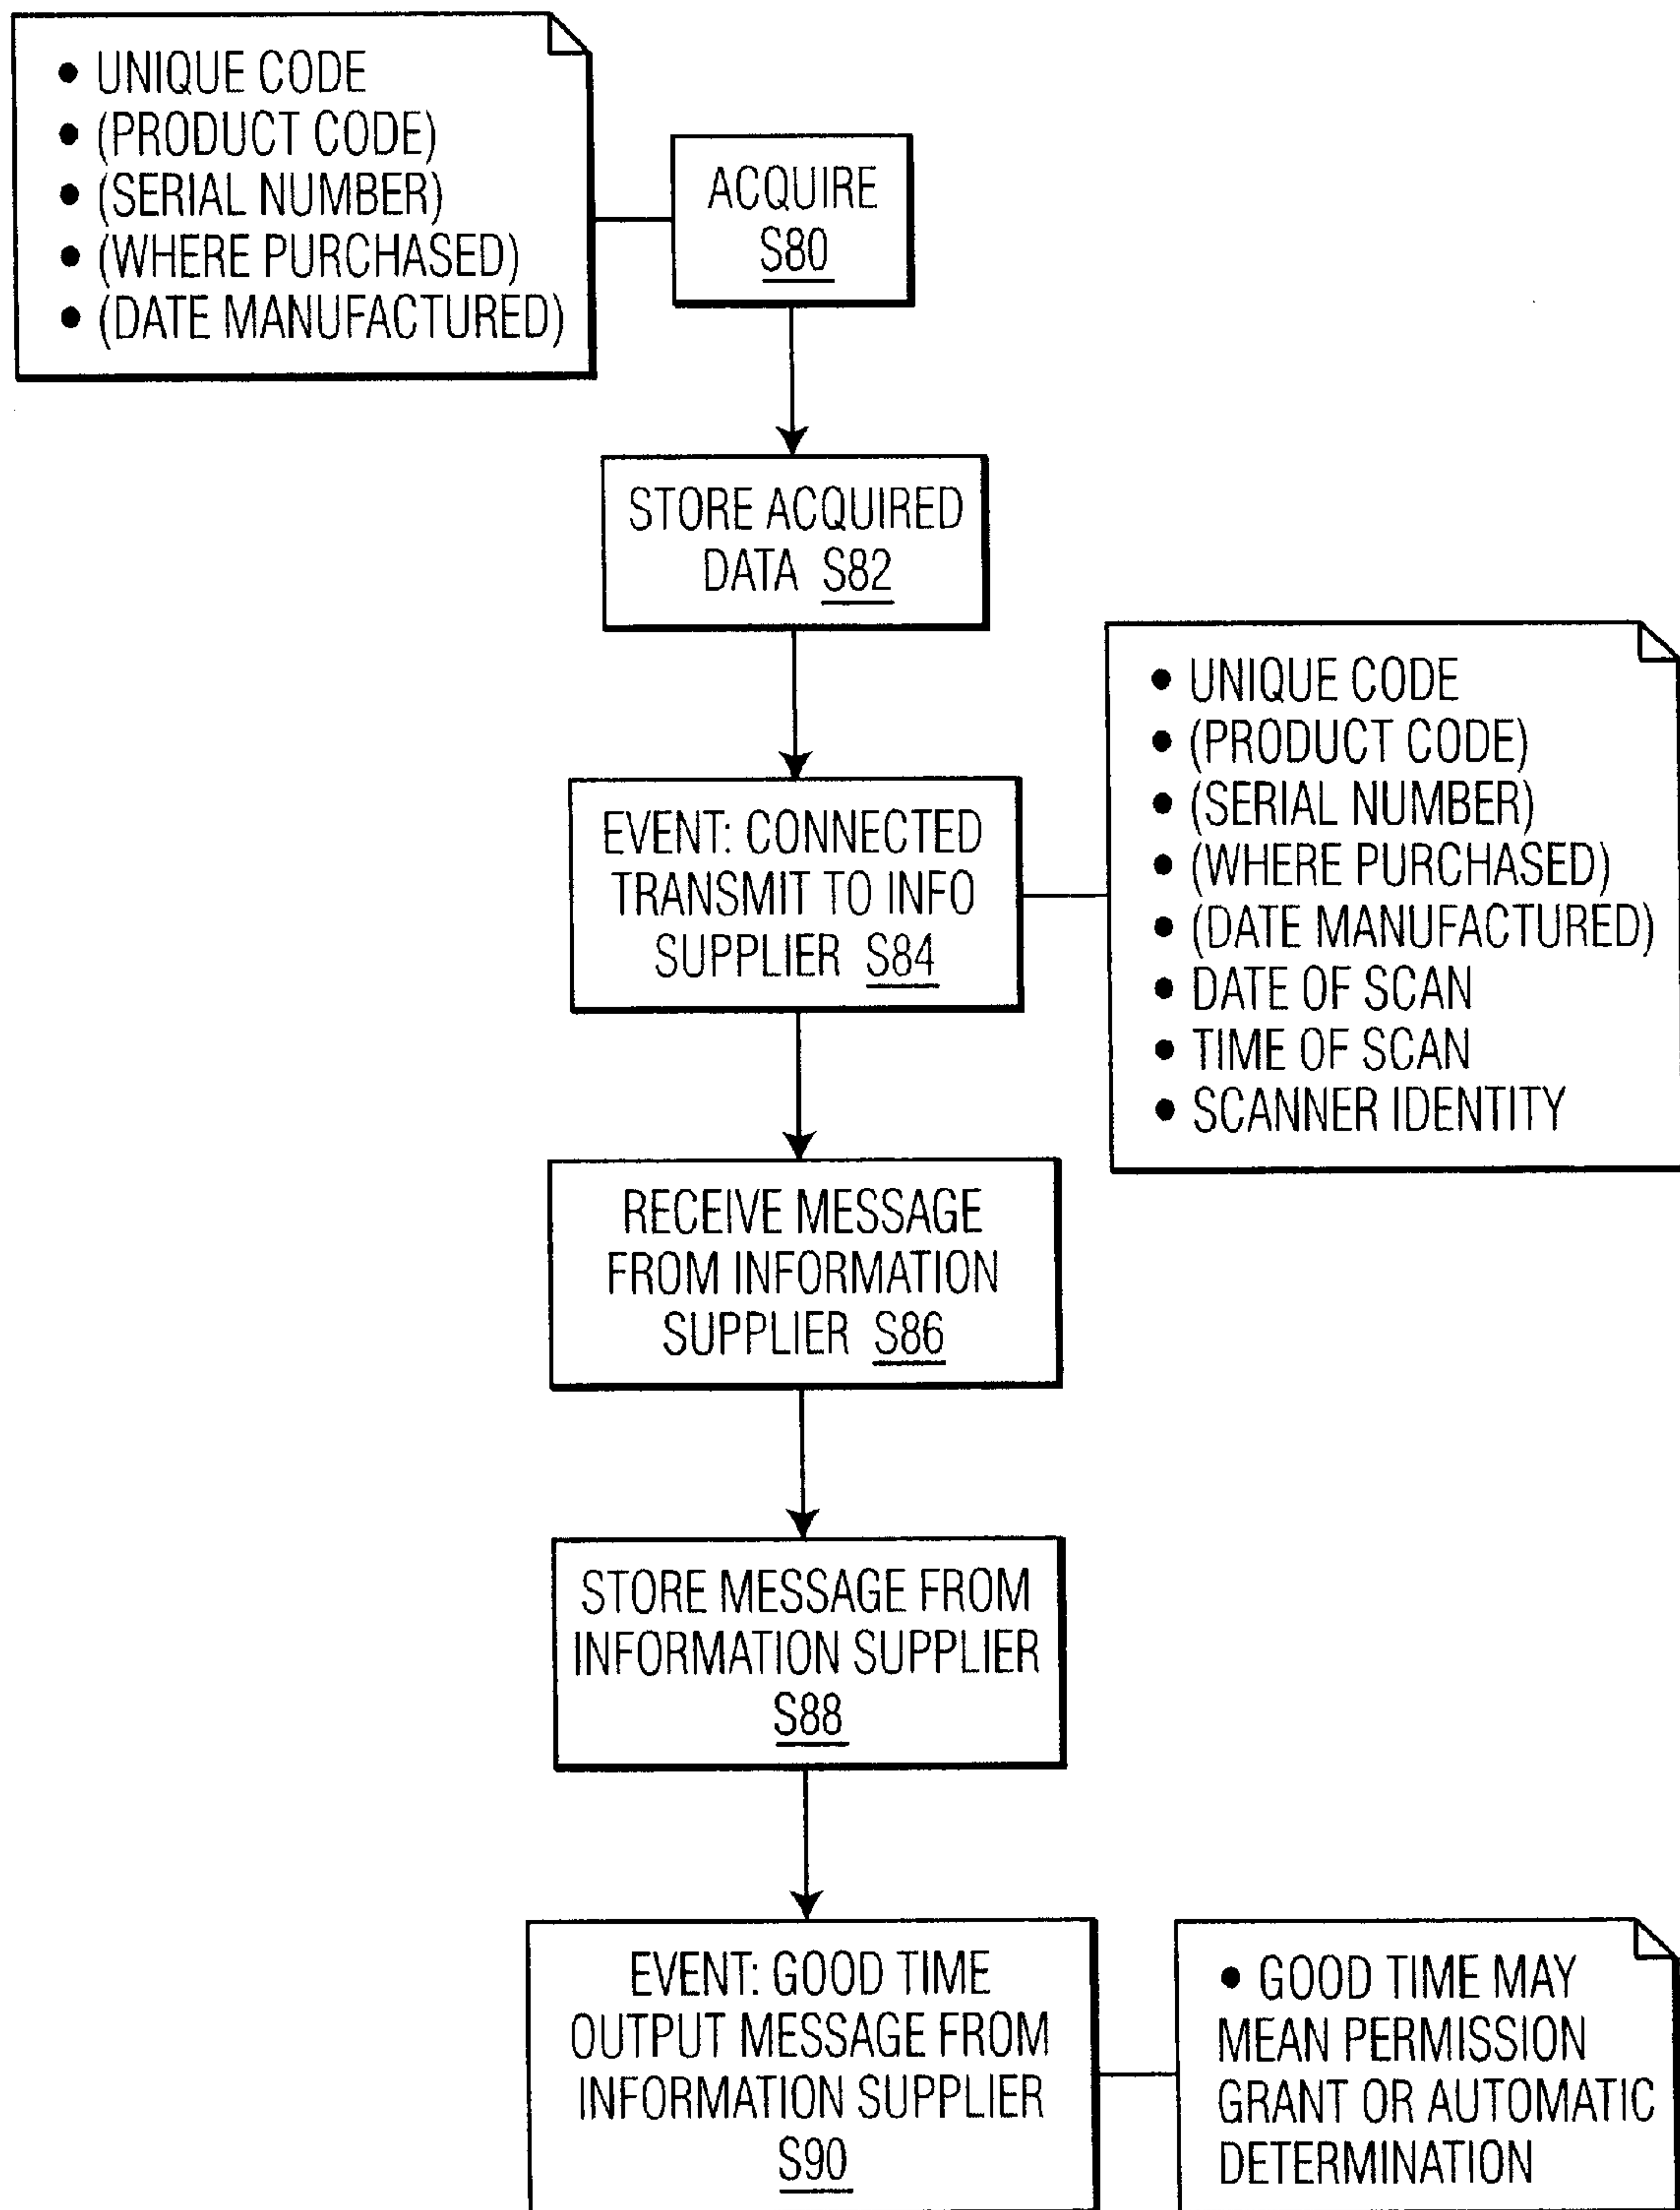 • UNIQUE CODE
• (PRODUCT CODE)
• (SERIAL NUMBER)
• (WHERE PURCHASED)
• (DATE MANUFACTURED)
ACQUIRE
S80
STORE ACQUIRED
DATA S82
EVENT: CONNECTED
TRANSMIT TO INFO
SUPPLIER S84
• UNIQUE CODE
• (PRODUCT CODE)
• (SERIAL NUMBER)
• (WHERE PURCHASED)
• (DATE MANUFACTURED)
• DATE OF SCAN
• TIME OF SCAN
• SCANNER IDENTITY
RECEIVE MESSAGE
FROM INFORMATION
SUPPLIER S86
STORE MESSAGE FROM
INFORMATION SUPPLIER
S88
EVENT: GOOD TIME
OUTPUT MESSAGE FROM
INFORMATION SUPPLIER
S90
• GOOD TIME MAY
MEAN PERMISSION
GRANT OR AUTOMATIC
DETERMINATION